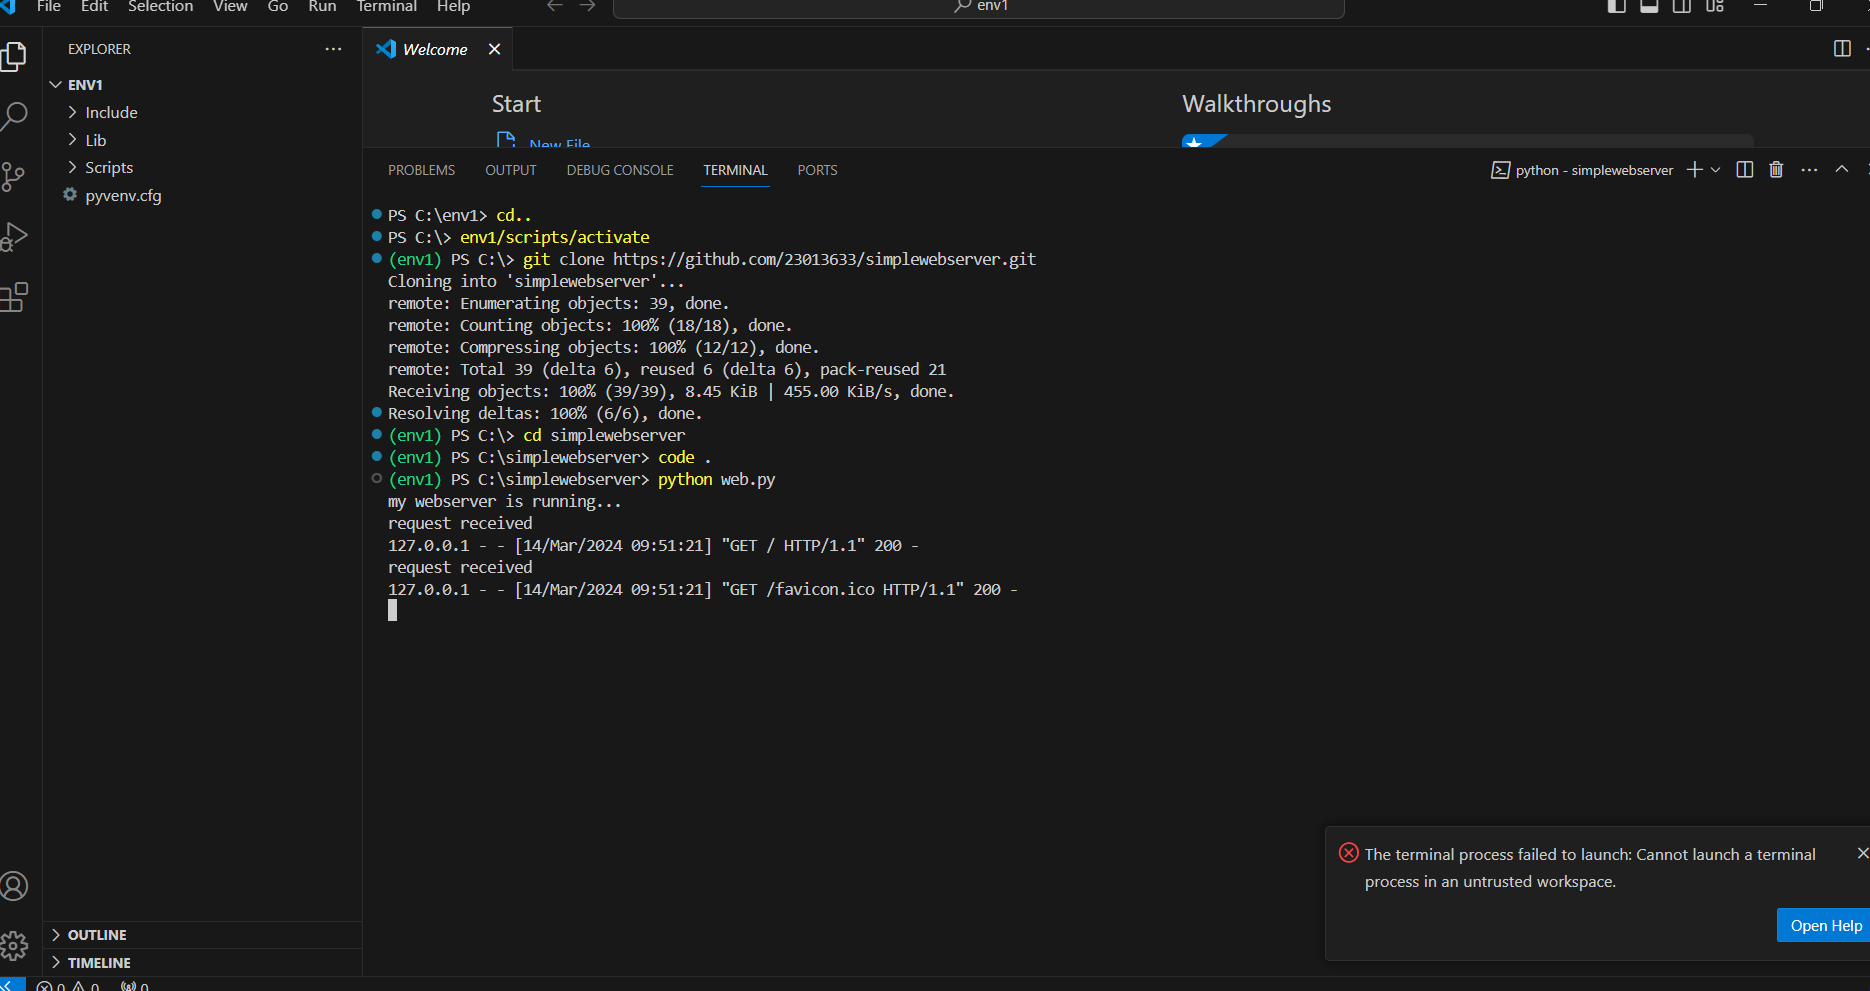 File Edit Selection View Go Run Terminal Help
env1
EXPLORER
Welcome
ENV1
Include
Lib
Scripts
pyvenv.cfg
Start
New File
Walkthroughs
PROBLEMS OUTPUT DEBUG CONSOLE TERMINAL PORTS
python - simplewebserver
PS C:\env1> cd..
PS C:\> env1/scripts/activate
(env1) PS C:\> git clone https://github.com/23013633/simplewebserver.git
Cloning into 'simplewebserver'...
remote: Enumerating objects: 39, done.
remote: Counting objects: 100% (18/18), done.
remote: Compressing objects: 100% (12/12), done.
remote: Total 39 (delta 6), reused 6 (delta 6), pack-reused 21
Receiving objects: 100% (39/39), 8.45 KiB | 455.00 KiB/s, done.
Resolving deltas: 100% (6/6), done.
(env1) PS C:\> cd simplewebserver
(env1) PS C:\simplewebserver> code .
(env1) PS C:\simplewebserver> python web.py
my webserver is running...
request received
127.0.0.1 - - [14/Mar/2024 09:51:21] "GET / HTTP/1.1" 200 -
request received
127.0.0.1 - - [14/Mar/2024 09:51:21] "GET /favicon.ico HTTP/1.1" 200 -
The terminal process failed to launch: Cannot launch a terminal
process in an untrusted workspace.
Open Help
OUTLINE
TIMELINE
0 0 0